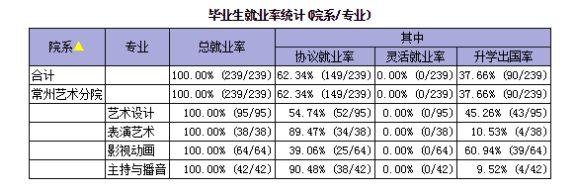 毕业生就业率统计(院系/专业)
院系▲ 专业 总就业率 其中
协议就业率 灵活就业率 升学出国率
合计 100.00% (239/239) 62.34% (149/239) 0.00% (0/239) 37.66% (90/239)
常州艺术分院 100.00% (239/239) 62.34% (149/239) 0.00% (0/239) 37.66% (90/239)
艺术设计 100.00% (95/95) 54.74% (52/95) 0.00% (0/95) 45.26% (43/95)
表演艺术 100.00% (38/38) 89.47% (34/38) 0.00% (0/38) 10.53% (4/38)
影视动画 100.00% (64/64) 39.06% (25/64) 0.00% (0/64) 60.94% (39/64)
主持与播音 100.00% (42/42) 90.48% (38/42) 0.00% (0/42) 9.52% (4/42)